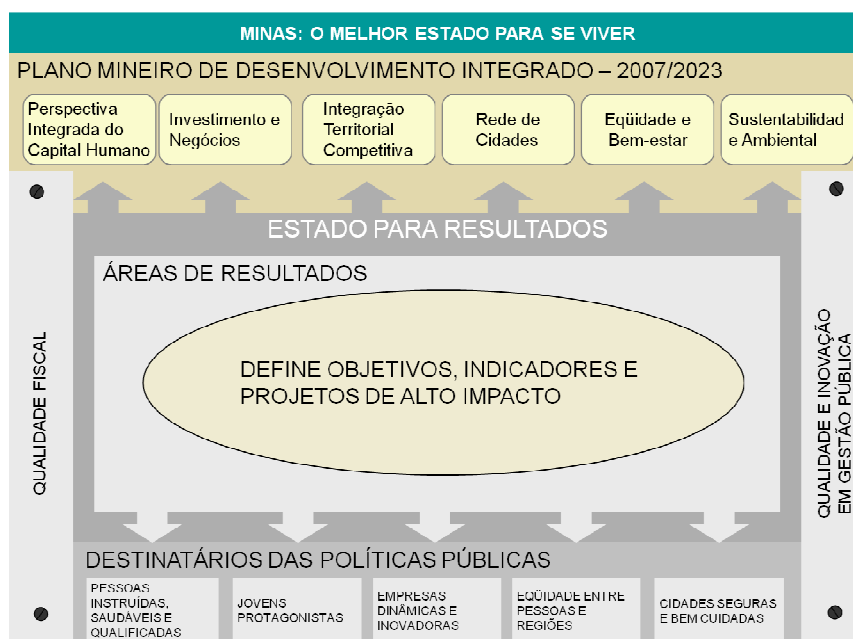 MINAS: O MELHOR ESTADO PARA SE VIVER
PLANO MINEIRO DE DESENVOLVIMENTO INTEGRADO – 2007/2023
Perspectiva
Integrada do
Capital Humano
Investimento e
Negócios
Integração
Territorial
Competitiva
Rede de
Cidades
Eqüidade e
Bem-estar
Sustentabilidad
e Ambiental
ESTADO PARA RESULTADOS
ÁREAS DE RESULTADOS
DEFINE OBJETIVOS, INDICADORES E
PROJETOS DE ALTO IMPACTO
QUALIDADE FISCAL
QUALIDADE E INOVAÇÃO
EM GESTÃO PÚBLICA
DESTINATÁRIOS DAS POLÍTICAS PÚBLICAS
PESSOAS
INSTRUÍDAS,
SAUDÁVEIS E
QUALIFICADAS
JOVENS
PROTAGONISTAS
EMPRESAS
DINÂMICAS E
INOVADORAS
EQÜIDADE ENTRE
PESSOAS E
REGIÕES
CIDADES SEGURAS
E BEM CUIDADAS